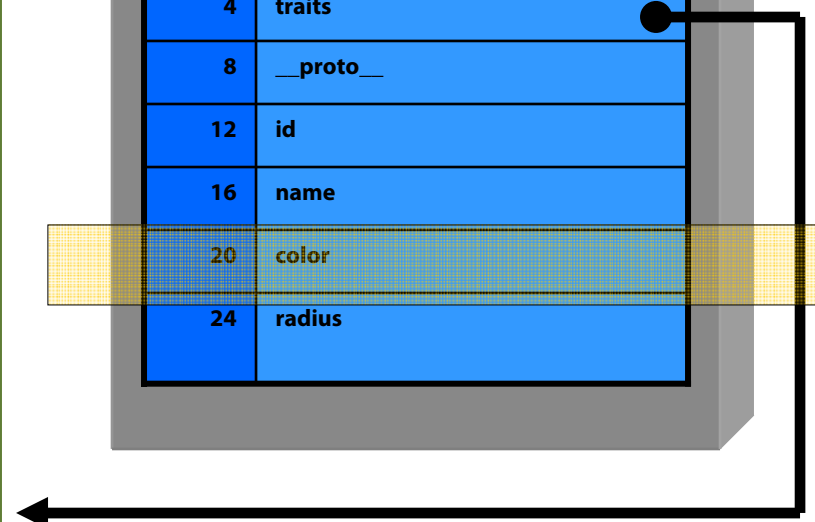 4 traits
8 __proto__
12 id
16 name
20 color
24 radius